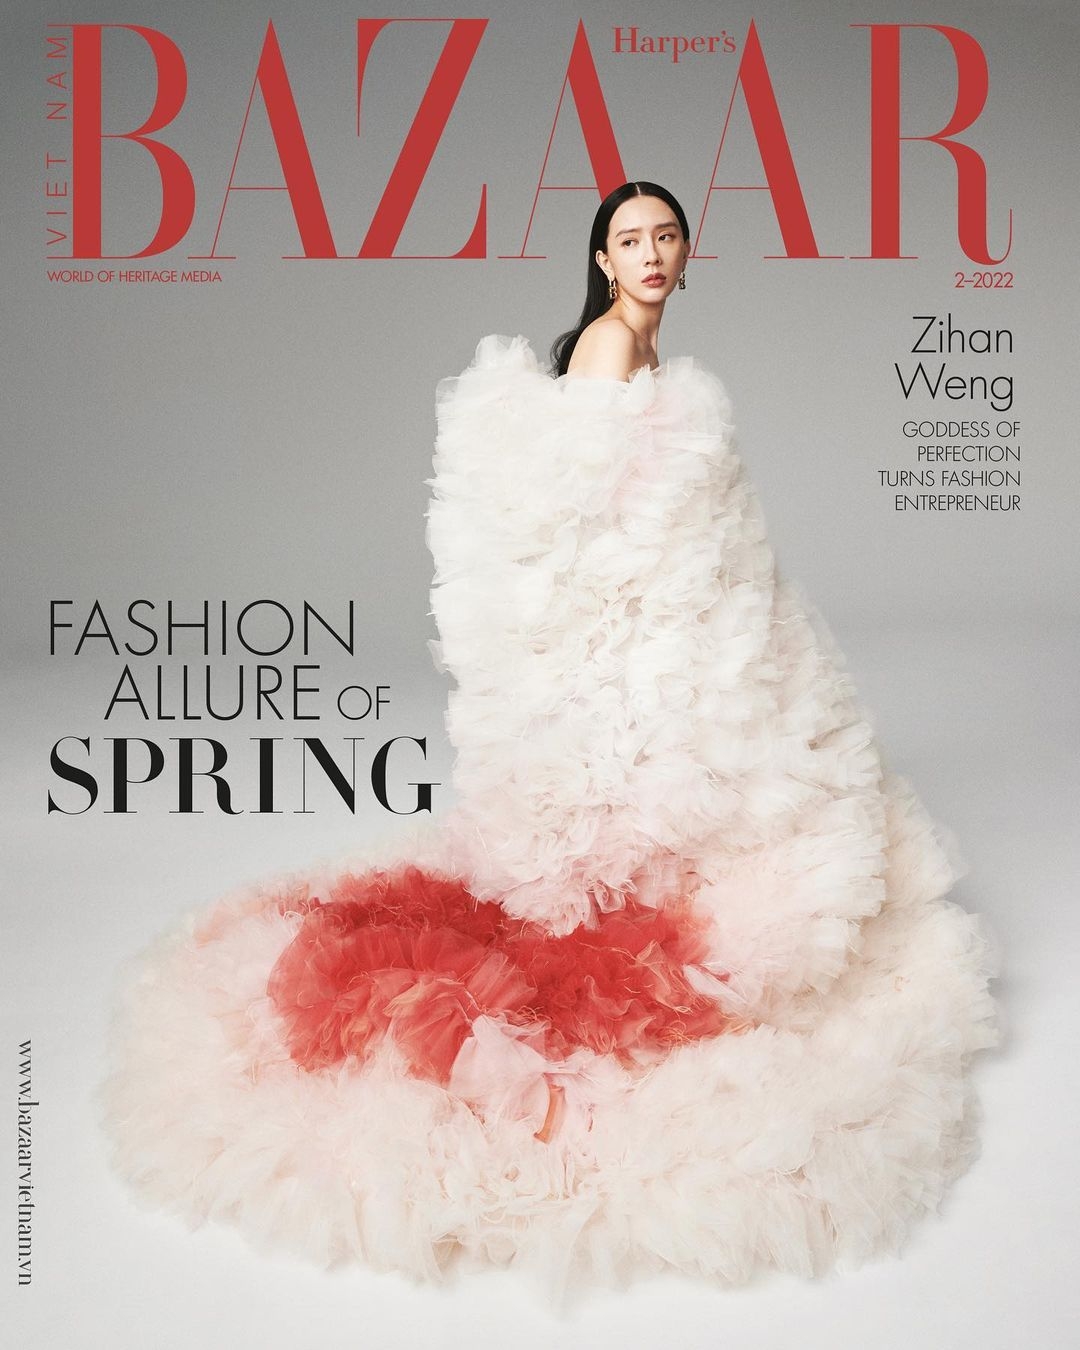 Harper's
BAZAAR
VIET NAM
WORLD OF HERITAGE MEDIA
2–2022
Zihan
Weng
GODDESS OF
PERFECTION
TURNS FASHION
ENTREPRENEUR
FASHION
ALLURE OF
SPRING
www.bazaarvietnam.vn